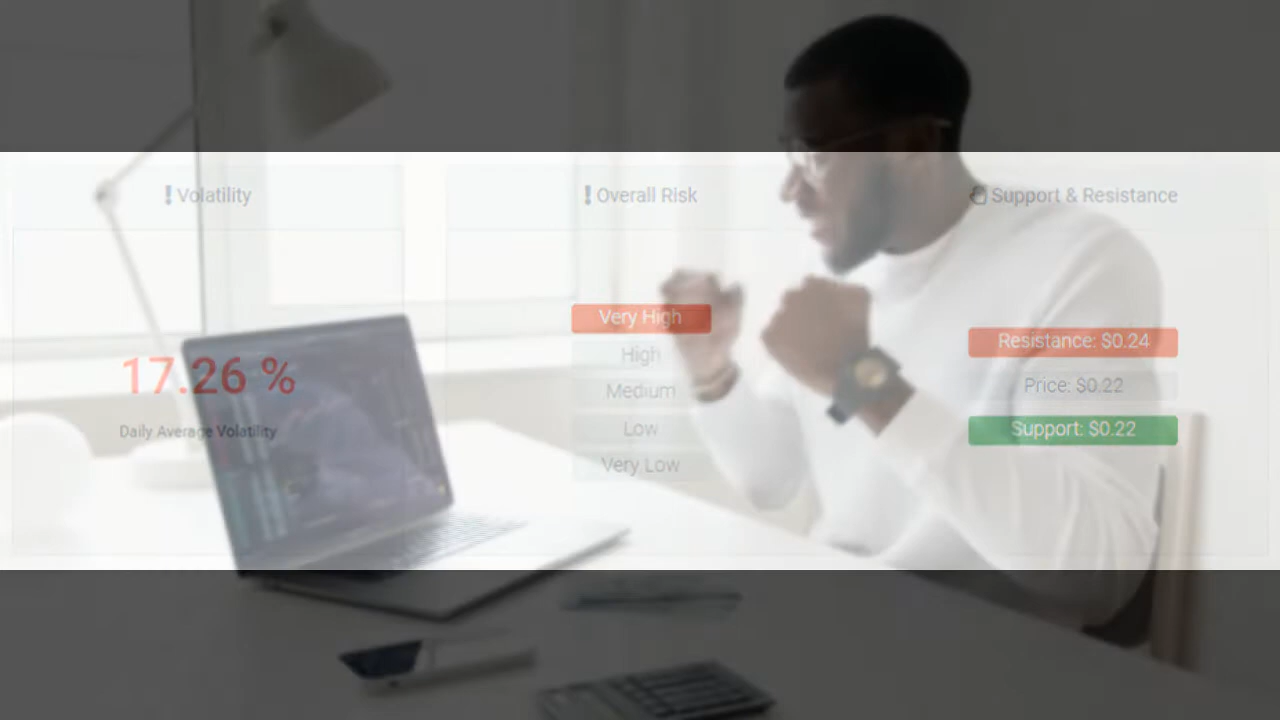 Volatility
Overall Risk
Support & Resistance
17.26 %
Daily Average Volatility
Very High
High
Medium
Low
Very Low
Resistance: $0.24
Price: $0.22
Support: $0.22